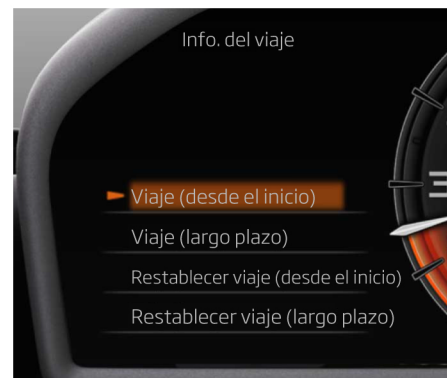 Info. del viaje
Viaje (desde el inicio)
Viaje (largo plazo)
Restablecer viaje (desde el inicio)
Restablecer viaje (largo plazo)